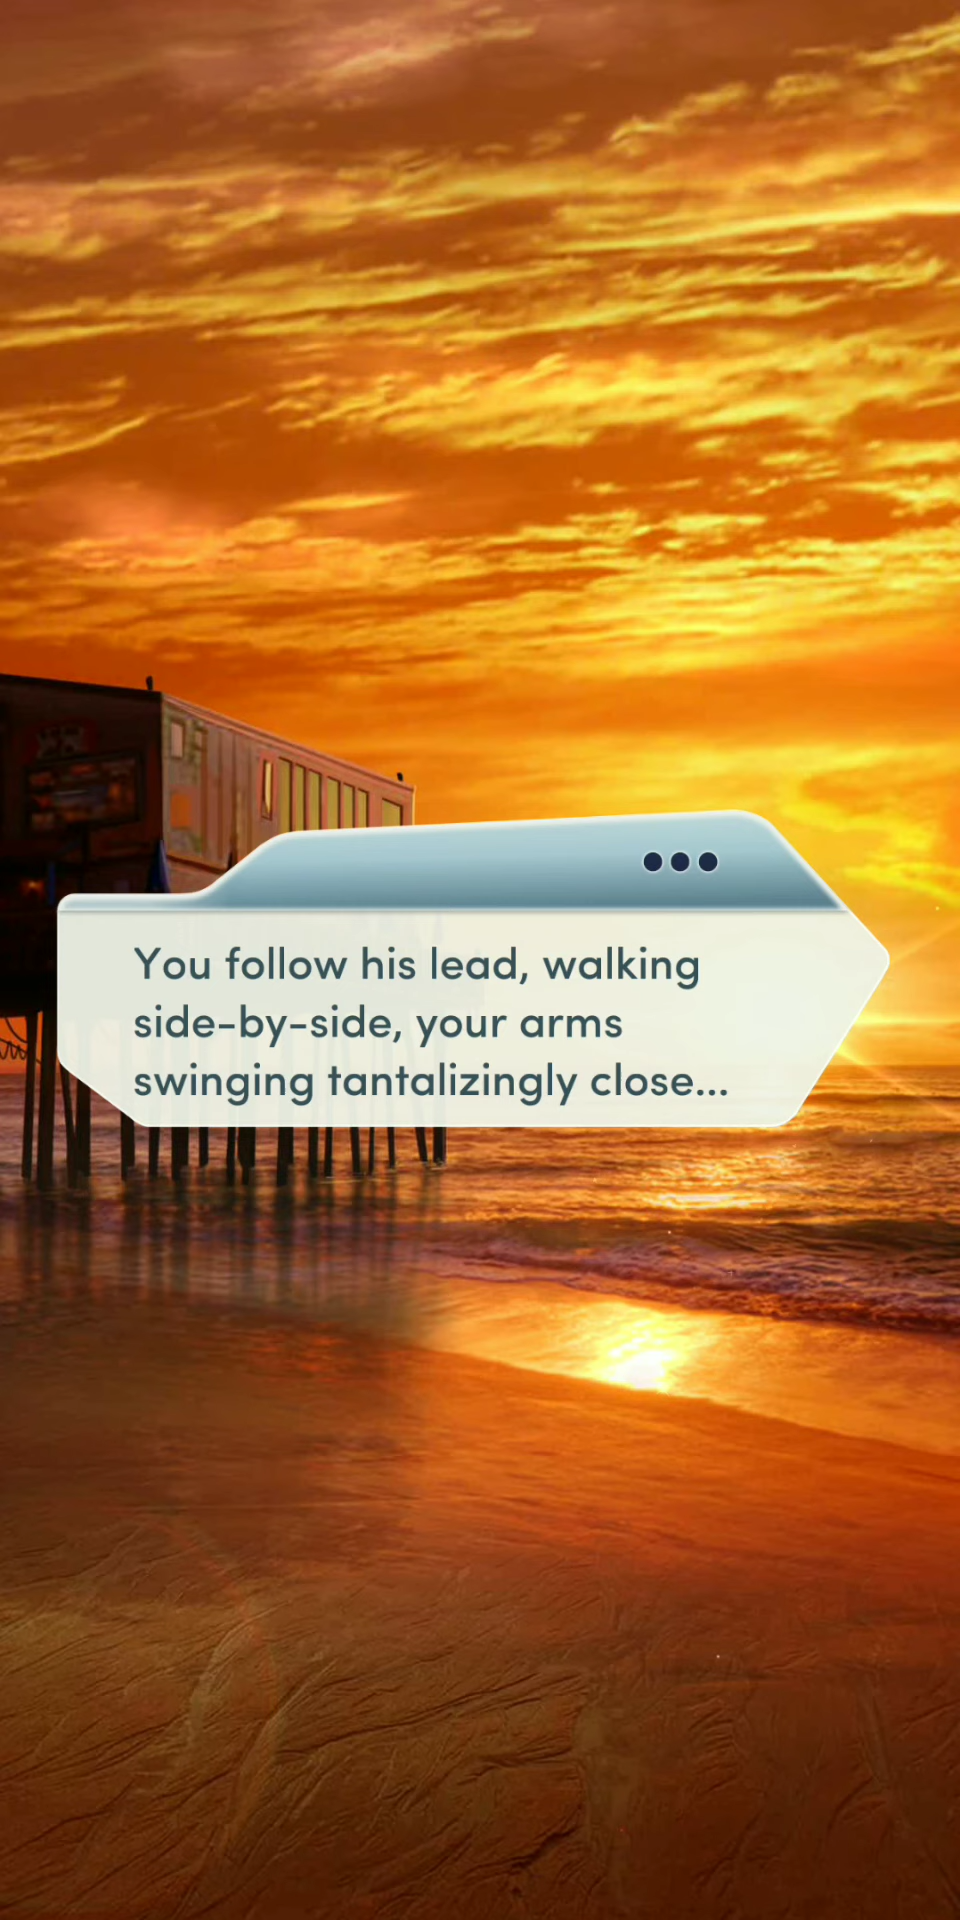 You follow his lead, walking
side-by-side, your arms
swinging tantalizingly close...